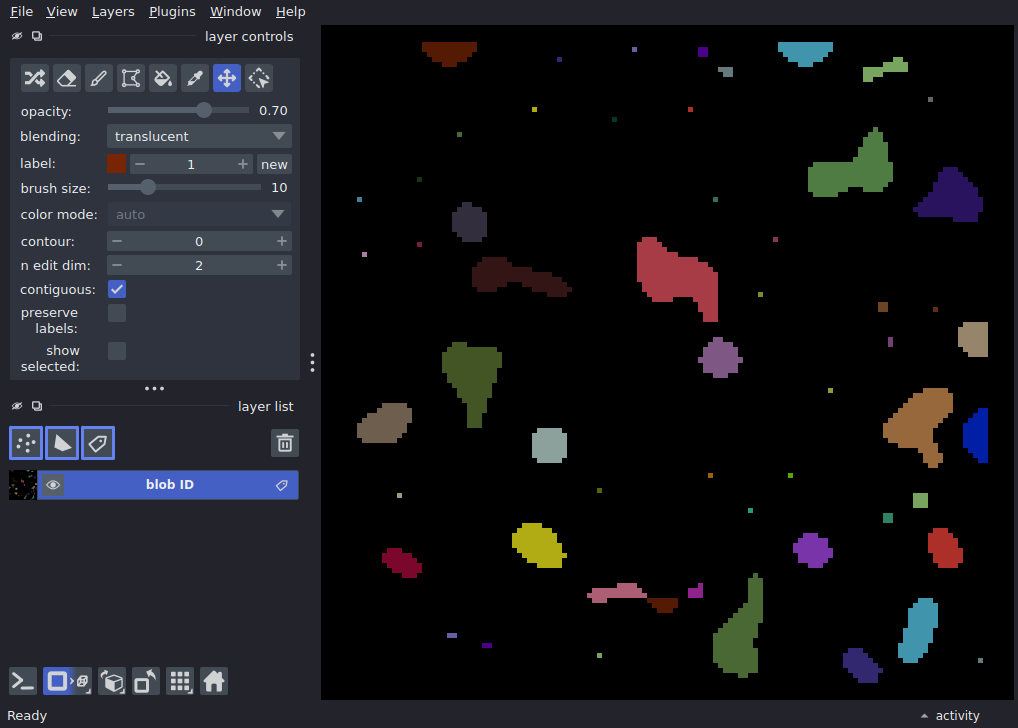 File View Layers Plugins Window Help
layer controls
opacity: 0.70
blending: translucent
label: 1 new
brush size: 10
color mode: auto
contour: 0
n edit dim: 2
contiguous:
preserve
labels:
show
selected:
layer list
blob ID
Ready
activity